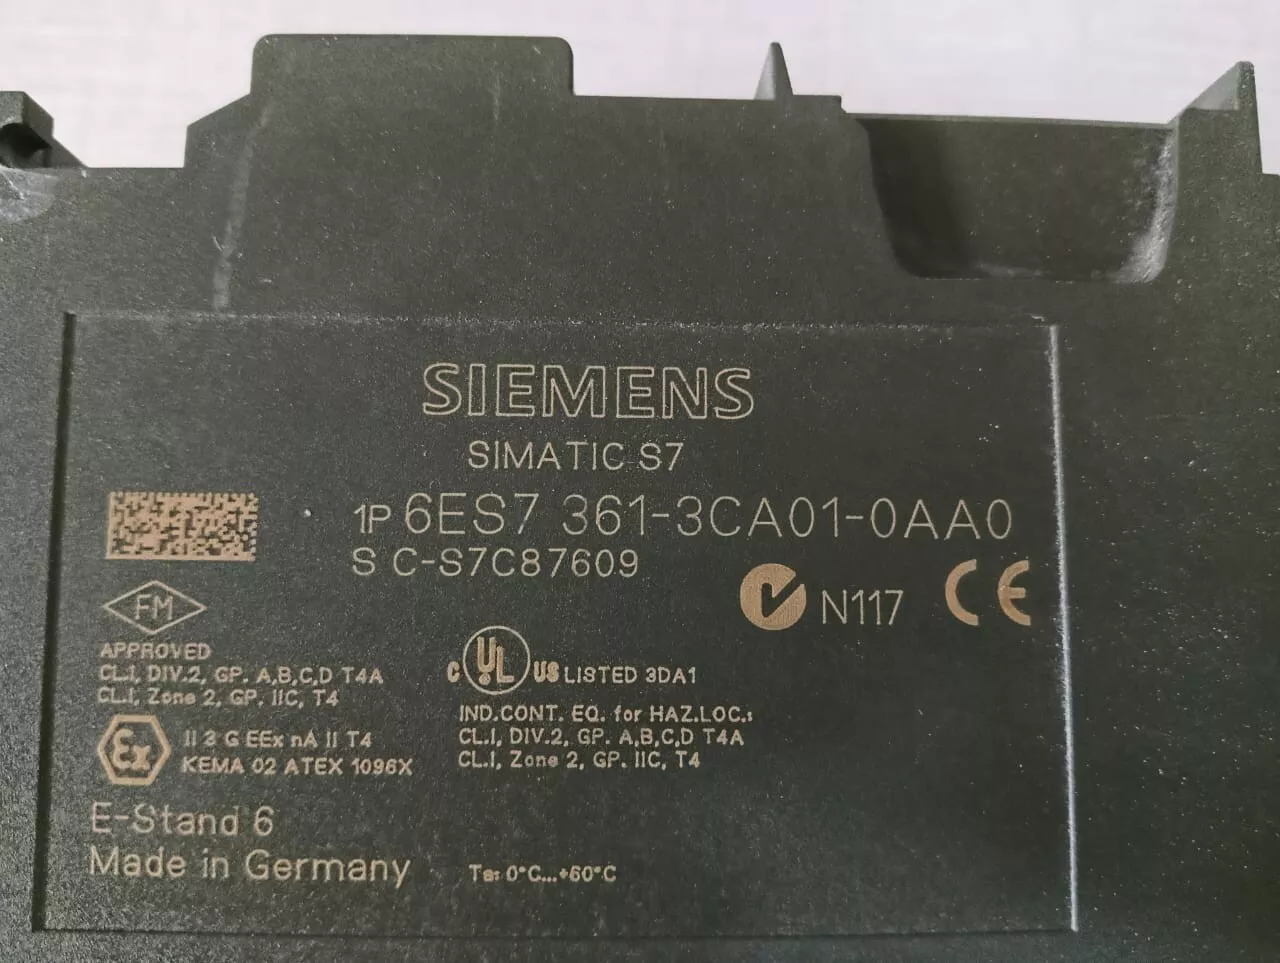 SIEMENS
SIMATIC S7
1P 6ES7 361-3CA01-0AA0
S C-S7C87609
N117 CE
FM
APPROVED
CL.I, DIV.2, GP. A,B,C,D T4A
CL.I, Zone 2, GP. IIC, T4
C UL US LISTED 3DA1
IND.CONT. EQ. for HAZ.LOC.:
CL.I, DIV.2, GP. A,B,C,D T4A
CL.I, Zone 2, GP. IIC, T4
Ex II 3 G EEx nA II T4
KEMA 02 ATEX 1096X
E-Stand 6
Made in Germany
Ta: 0°C...+60°C